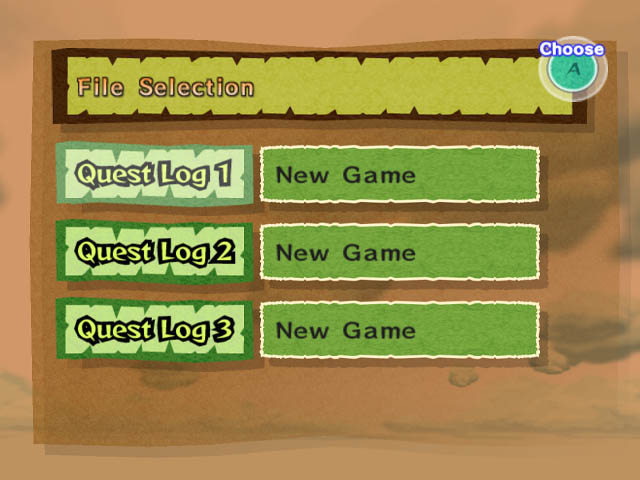 Choose
A
File Selection
Quest Log 1 New Game
Quest Log 2 New Game
Quest Log 3 New Game